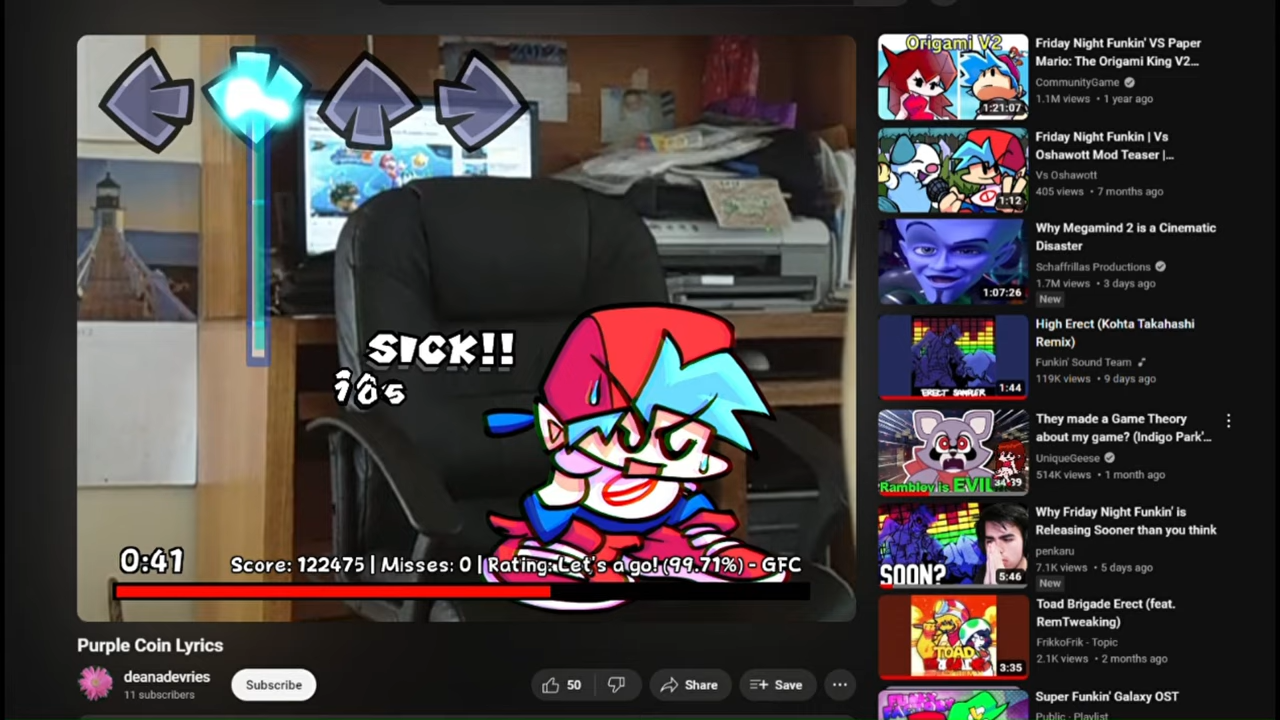 2012
SICK!!
105
0:41
Score: 122475 | Misses: 0 | Rating: Let's a go! (99.71%) - GFC
Purple Coin Lyrics
deanadevries
11 subscribers
Subscribe
50
Share
Save
Origami V2
1:21:07
Friday Night Funkin' VS Paper
Mario: The Origami King V2...
CommunityGame
1.1M views • 1 year ago
1:12
Friday Night Funkin | Vs
Oshawott Mod Teaser |...
Vs Oshawott
405 views • 7 months ago
1:07:26
Why Megamind 2 is a Cinematic
Disaster
Schaffrillas Productions
1.7M views • 3 days ago
New
ERECT SAMPLER
1:44
High Erect (Kohta Takahashi
Remix)
Funkin' Sound Team
119K views • 9 days ago
Rambley is EVIL
34:39
They made a Game Theory
about my game? (Indigo Park'...
UniqueGeese
514K views • 1 month ago
SOON?
5:46
Why Friday Night Funkin' is
Releasing Sooner than you think
penkaru
7.1K views • 5 days ago
New
TOAD
3:35
Toad Brigade Erect (feat.
RemTweaking)
FrikkoFrik - Topic
2.1K views • 2 months ago
Super Funkin' Galaxy OST
Public · Playlist